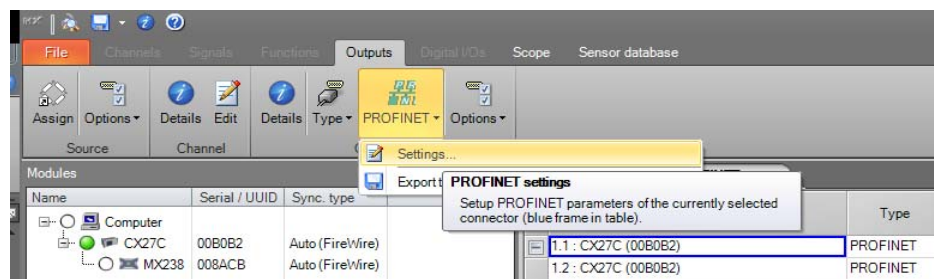 File Channels Signals Functions Outputs Digital I/Os Scope Sensor database
Assign Options Details Edit Details Type PROFINET Options
Source Channel
Settings...
Modules
Export t
PROFINET settings
Setup PROFINET parameters of the currently selected
connector (blue frame in table).
Name Serial / UUID Sync. type
Type
Computer
CX27C 00B0B2 Auto (FireWire)
1.1 : CX27C (00B0B2) PROFINET
MX238 008ACB Auto (FireWire)
1.2 : CX27C (00B0B2) PROFINET